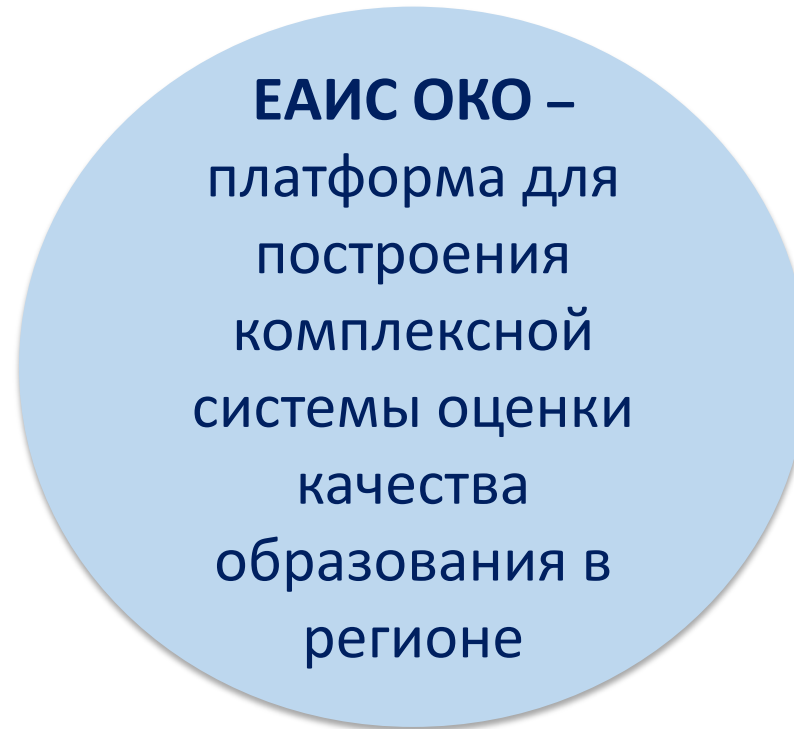 ЕАИС ОКО –
платформа для
построения
комплексной
системы оценки
качества
образования в
регионе